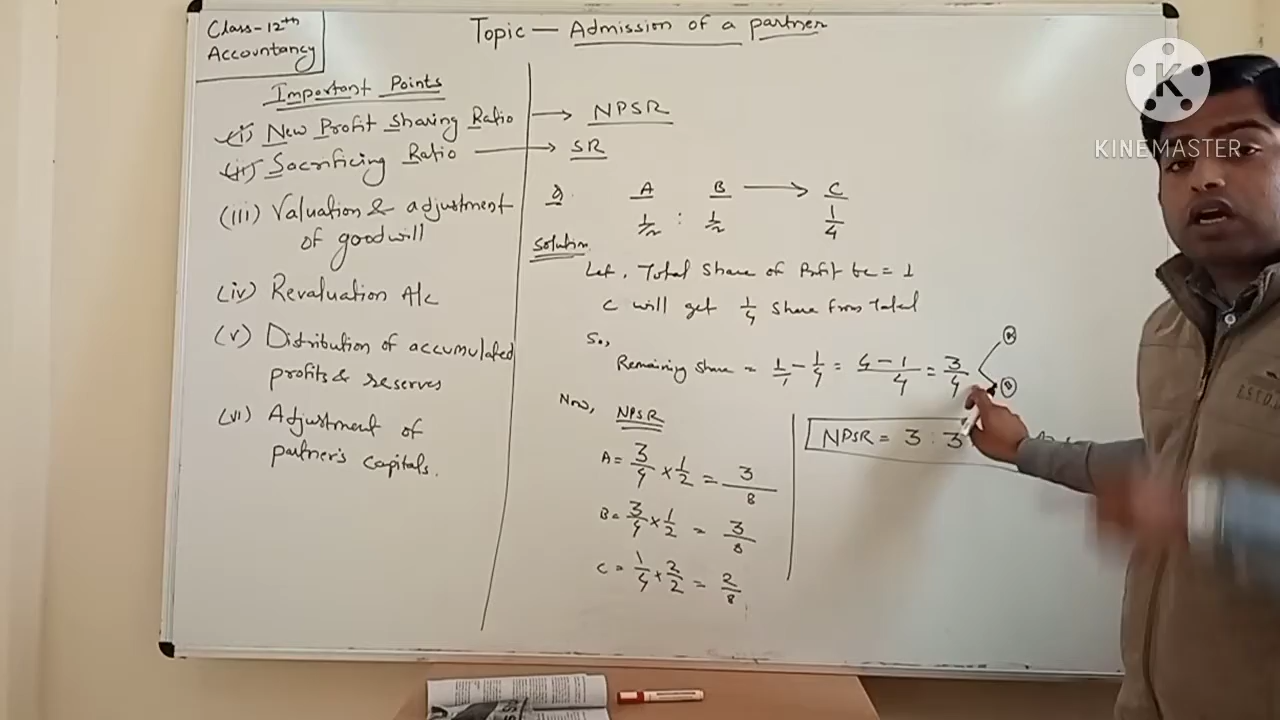 Class-12th
Accountancy
Topic — Admission of a partner
Important Points
(i) New Profit Sharing Ratio → NPSR
(ii) Sacrificing Ratio → SR
(iii) Valuation & adjustment
of goodwill
(iv) Revaluation A/c
(v) Distribution of accumulated
profits & reserves
(vi) Adjustment of
partner's capitals.
Q A B → C
1/2 : 1/2 1/4
Solution
Let, Total Share of Profit be = 1
C will get 1/4 Share from Total
So,
Remaining Share = 1/1 - 1/4 = 4-1/4 = 3/4
Now, NPSR
A = 3/4 × 1/2 = 3/8
B = 3/4 × 1/2 = 3/8
C = 1/4 × 2/2 = 2/8
NPSR = 3 : 3
KINEMASTER